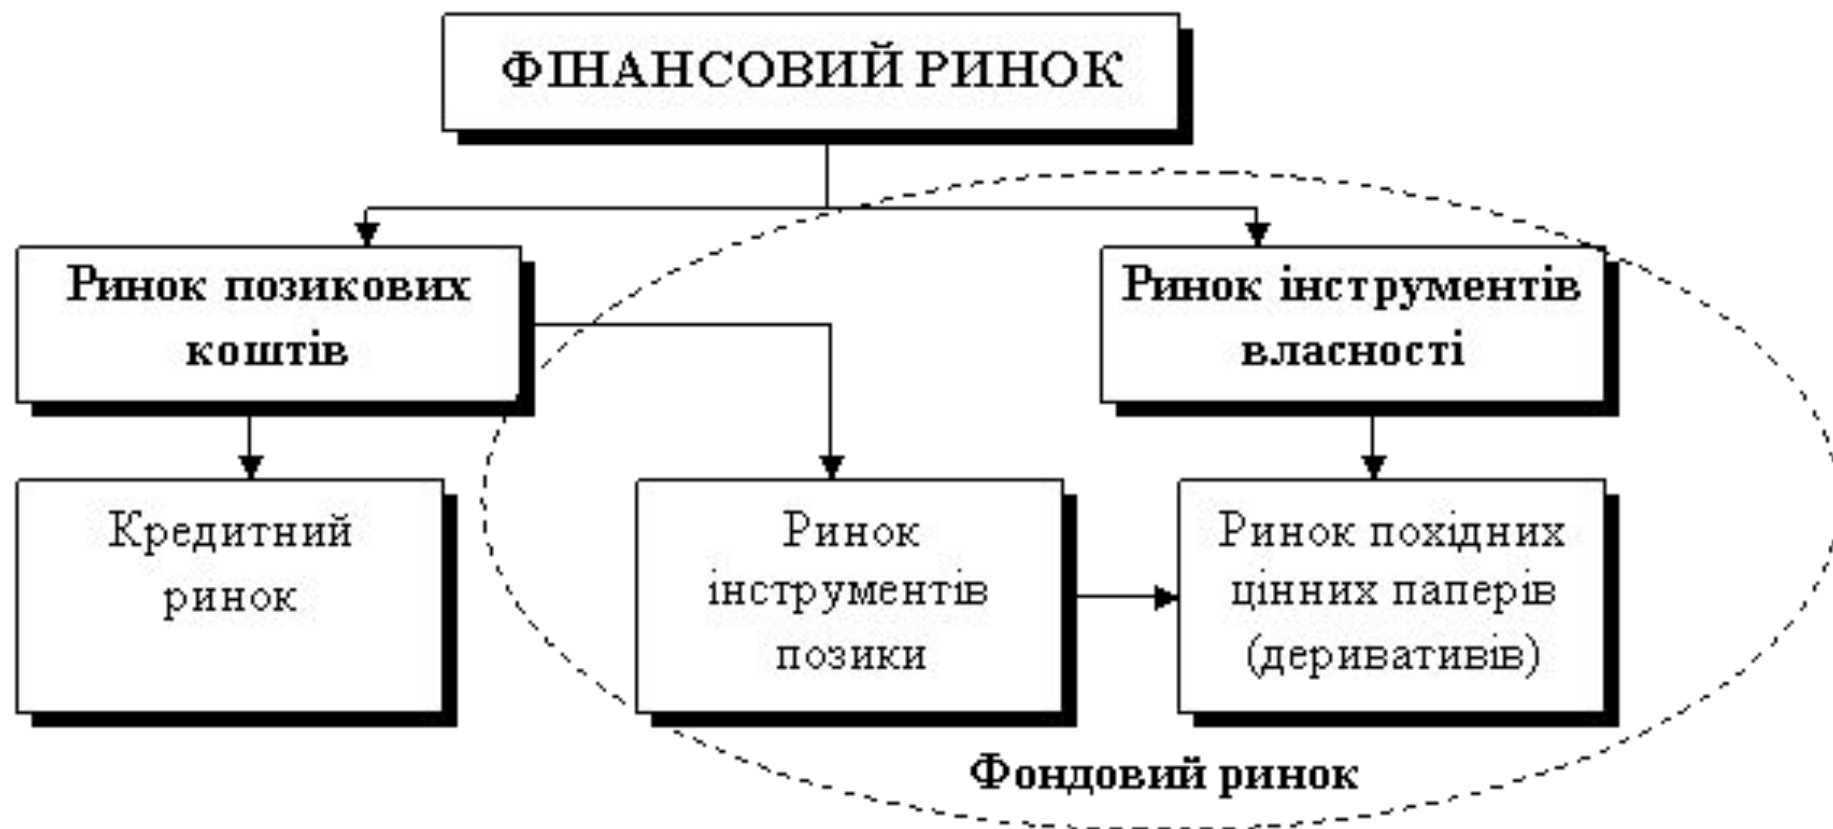 ФІНАНСОВИЙ РИНОК
Ринок позикових
коштів
Ринок інструментів
власності
Кредитний
ринок
Ринок
інструментів
позики
Ринок похідних
цінних паперів
(деривативів)
Фондовий ринок